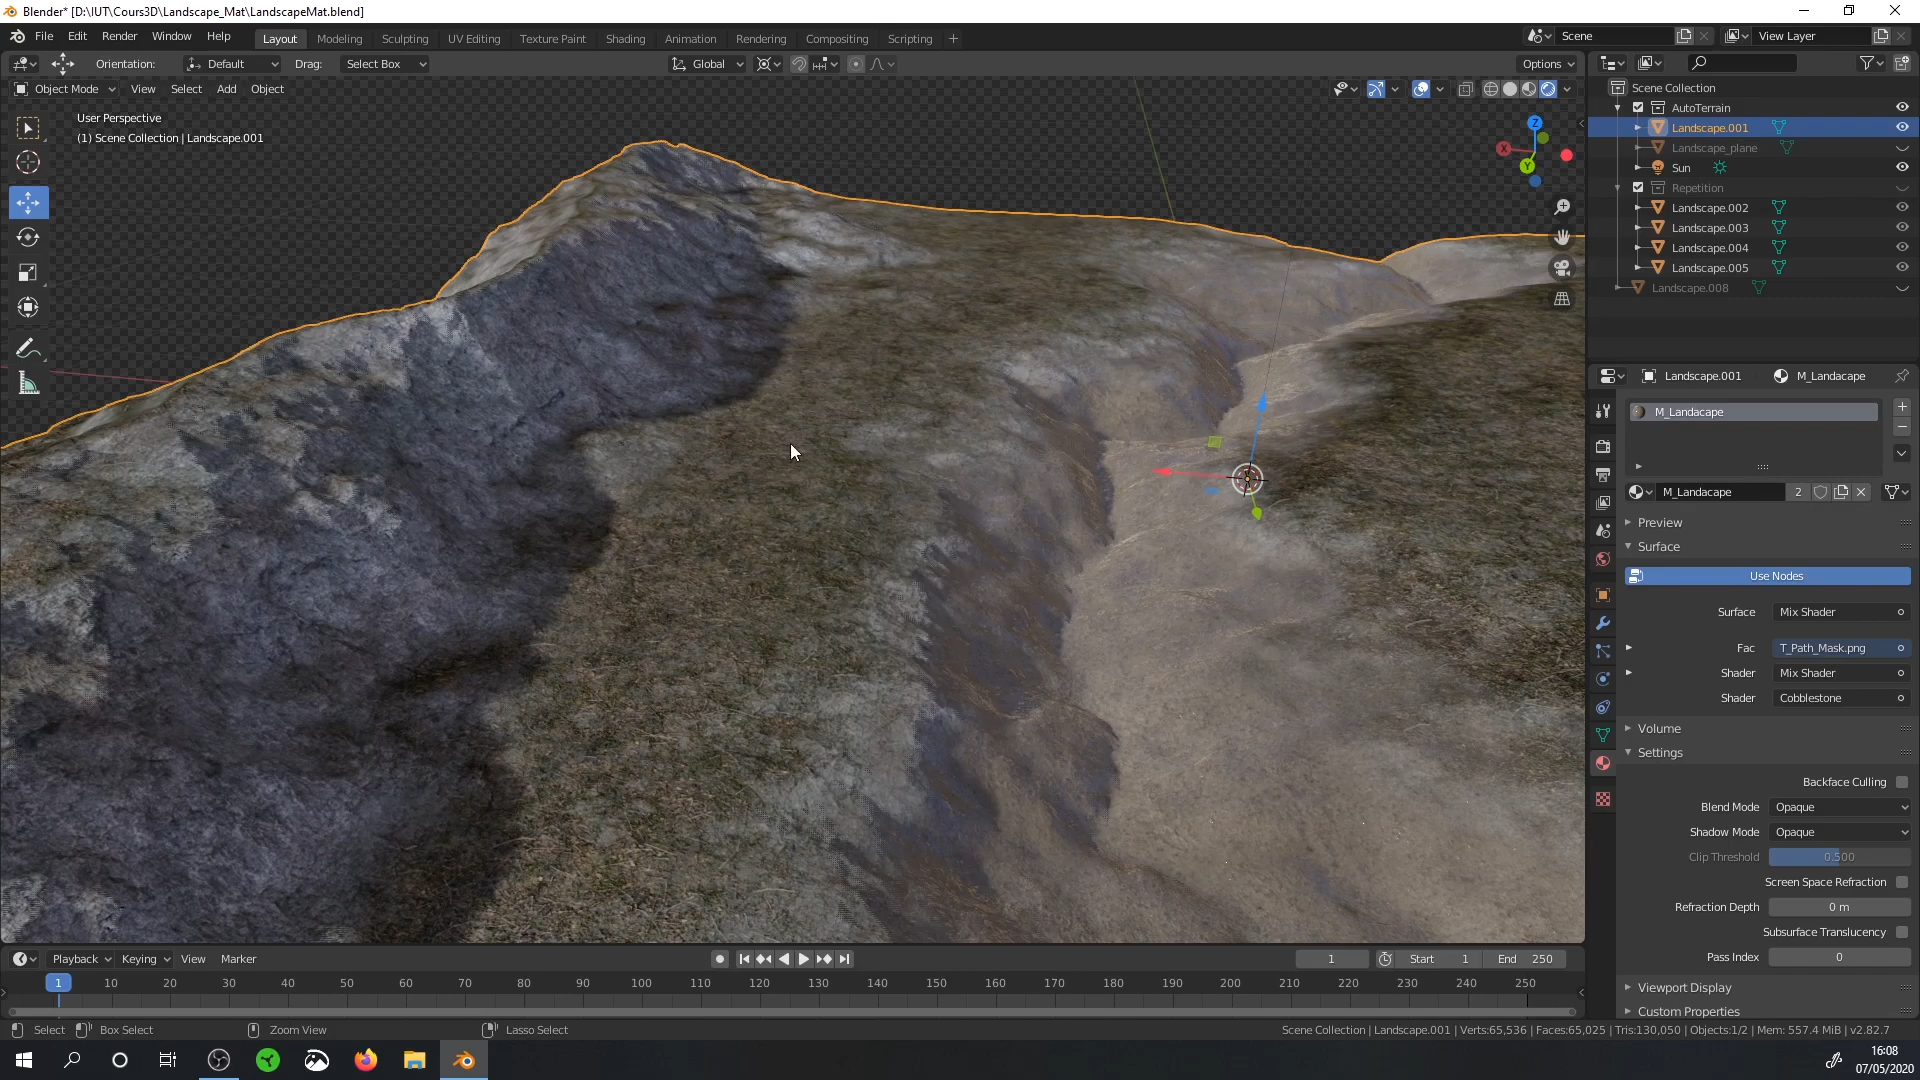 Blender* [D:\IUT\Cours3D\Landscape_Mat\LandscapeMat.blend]
File Edit Render Window Help Layout Modeling Sculpting UV Editing Texture Paint Shading Animation Rendering Compositing Scripting + Scene View Layer
Orientation: Default Drag: Select Box Global Options
Object Mode View Select Add Object
User Perspective
(1) Scene Collection | Landscape.001
Z
X
Y
Scene Collection
AutoTerrain
Landscape.001
Landscape_plane
Sun
Repetition
Landscape.002
Landscape.003
Landscape.004
Landscape.005
Landscape.008
Landscape.001 M_Landacape
M_Landacape
M_Landacape 2
Preview
Surface
Use Nodes
Surface Mix Shader
Fac T_Path_Mask.png
Shader Mix Shader
Shader Cobblestone
Volume
Settings
Backface Culling
Blend Mode Opaque
Shadow Mode Opaque
Clip Threshold 0.500
Screen Space Refraction
Refraction Depth 0 m
Subsurface Translucency
Pass Index 0
Viewport Display
Custom Properties
Playback Keying View Marker 1 Start 1 End 250
1 10 20 30 40 50 60 70 80 90 100 110 120 130 140 150 160 170 180 190 200 210 220 230 240 250
Select Box Select Zoom View Lasso Select Scene Collection | Landscape.001 | Verts:65,536 | Faces:65,025 | Tris:130,050 | Objects:1/2 | Mem: 557.4 MiB | v2.82.7
16:08
07/05/2020